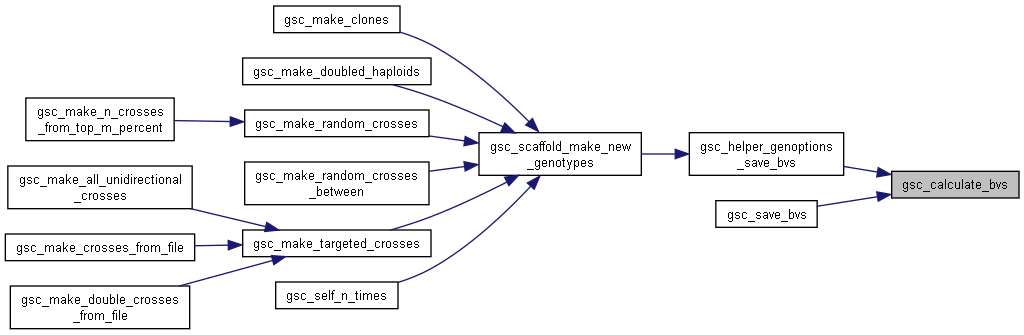 gsc_make_clones
gsc_make_doubled_haploids
gsc_make_n_crosses
_from_top_m_percent
gsc_make_random_crosses
gsc_scaffold_make_new
_genotypes
gsc_helper_genoptions
_save_bvs
gsc_make_random_crosses
_between
gsc_make_all_unidirectional
_crosses
gsc_calculate_bvs
gsc_save_bvs
gsc_make_crosses_from_file
gsc_make_targeted_crosses
gsc_make_double_crosses
_from_file
gsc_self_n_times